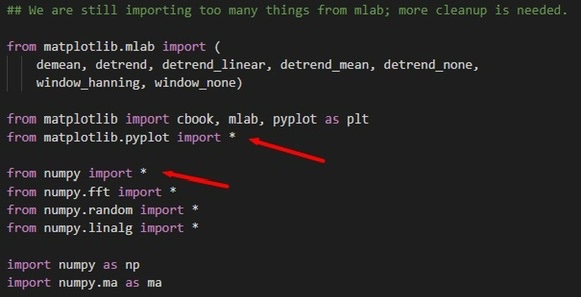 ## We are still importing too many things from mlab; more cleanup is needed.
from matplotlib.mlab import (
demean, detrend, detrend_linear, detrend_mean, detrend_none,
window_hanning, window_none)
from matplotlib import cbook, mlab, pyplot as plt
from matplotlib.pyplot import *
from numpy import *
from numpy.fft import *
from numpy.random import *
from numpy.linalg import *
import numpy as np
import numpy.ma as ma